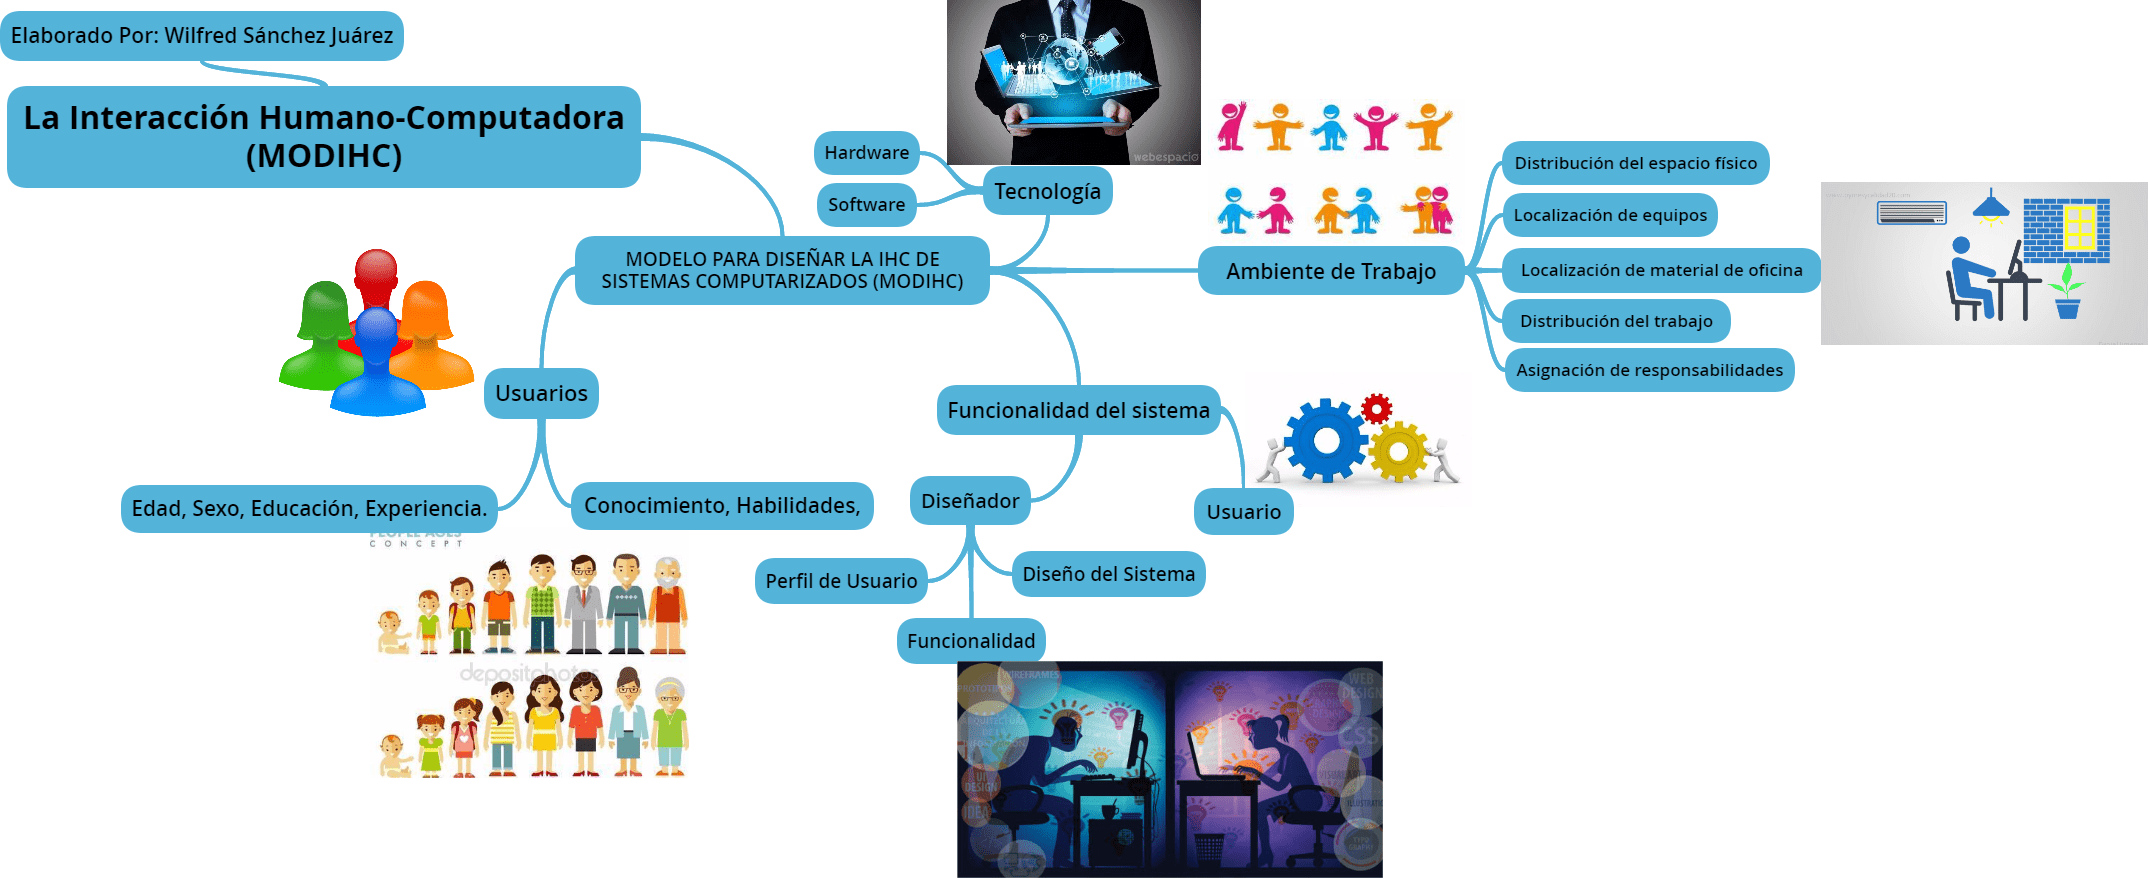 Elaborado Por: Wilfred Sánchez Juárez
La Interacción Humano-Computadora
(MODIHC)
webespacio
Hardware
Software
Tecnología
MODELO PARA DISEÑAR LA IHC DE
SISTEMAS COMPUTARIZADOS (MODIHC)
Ambiente de Trabajo
Distribución del espacio físico
Localización de equipos
Localización de material de oficina
Distribución del trabajo
Asignación de responsabilidades
Usuarios
Edad, Sexo, Educación, Experiencia.
Conocimiento, Habilidades,
PEOPLE AGES
CONCEPT
depositphotos
Funcionalidad del sistema
Diseñador
Usuario
Perfil de Usuario
Diseño del Sistema
Funcionalidad
WIREFRAMES
UI
DESIGN
IDEA
WEB
DESIGN
CSS